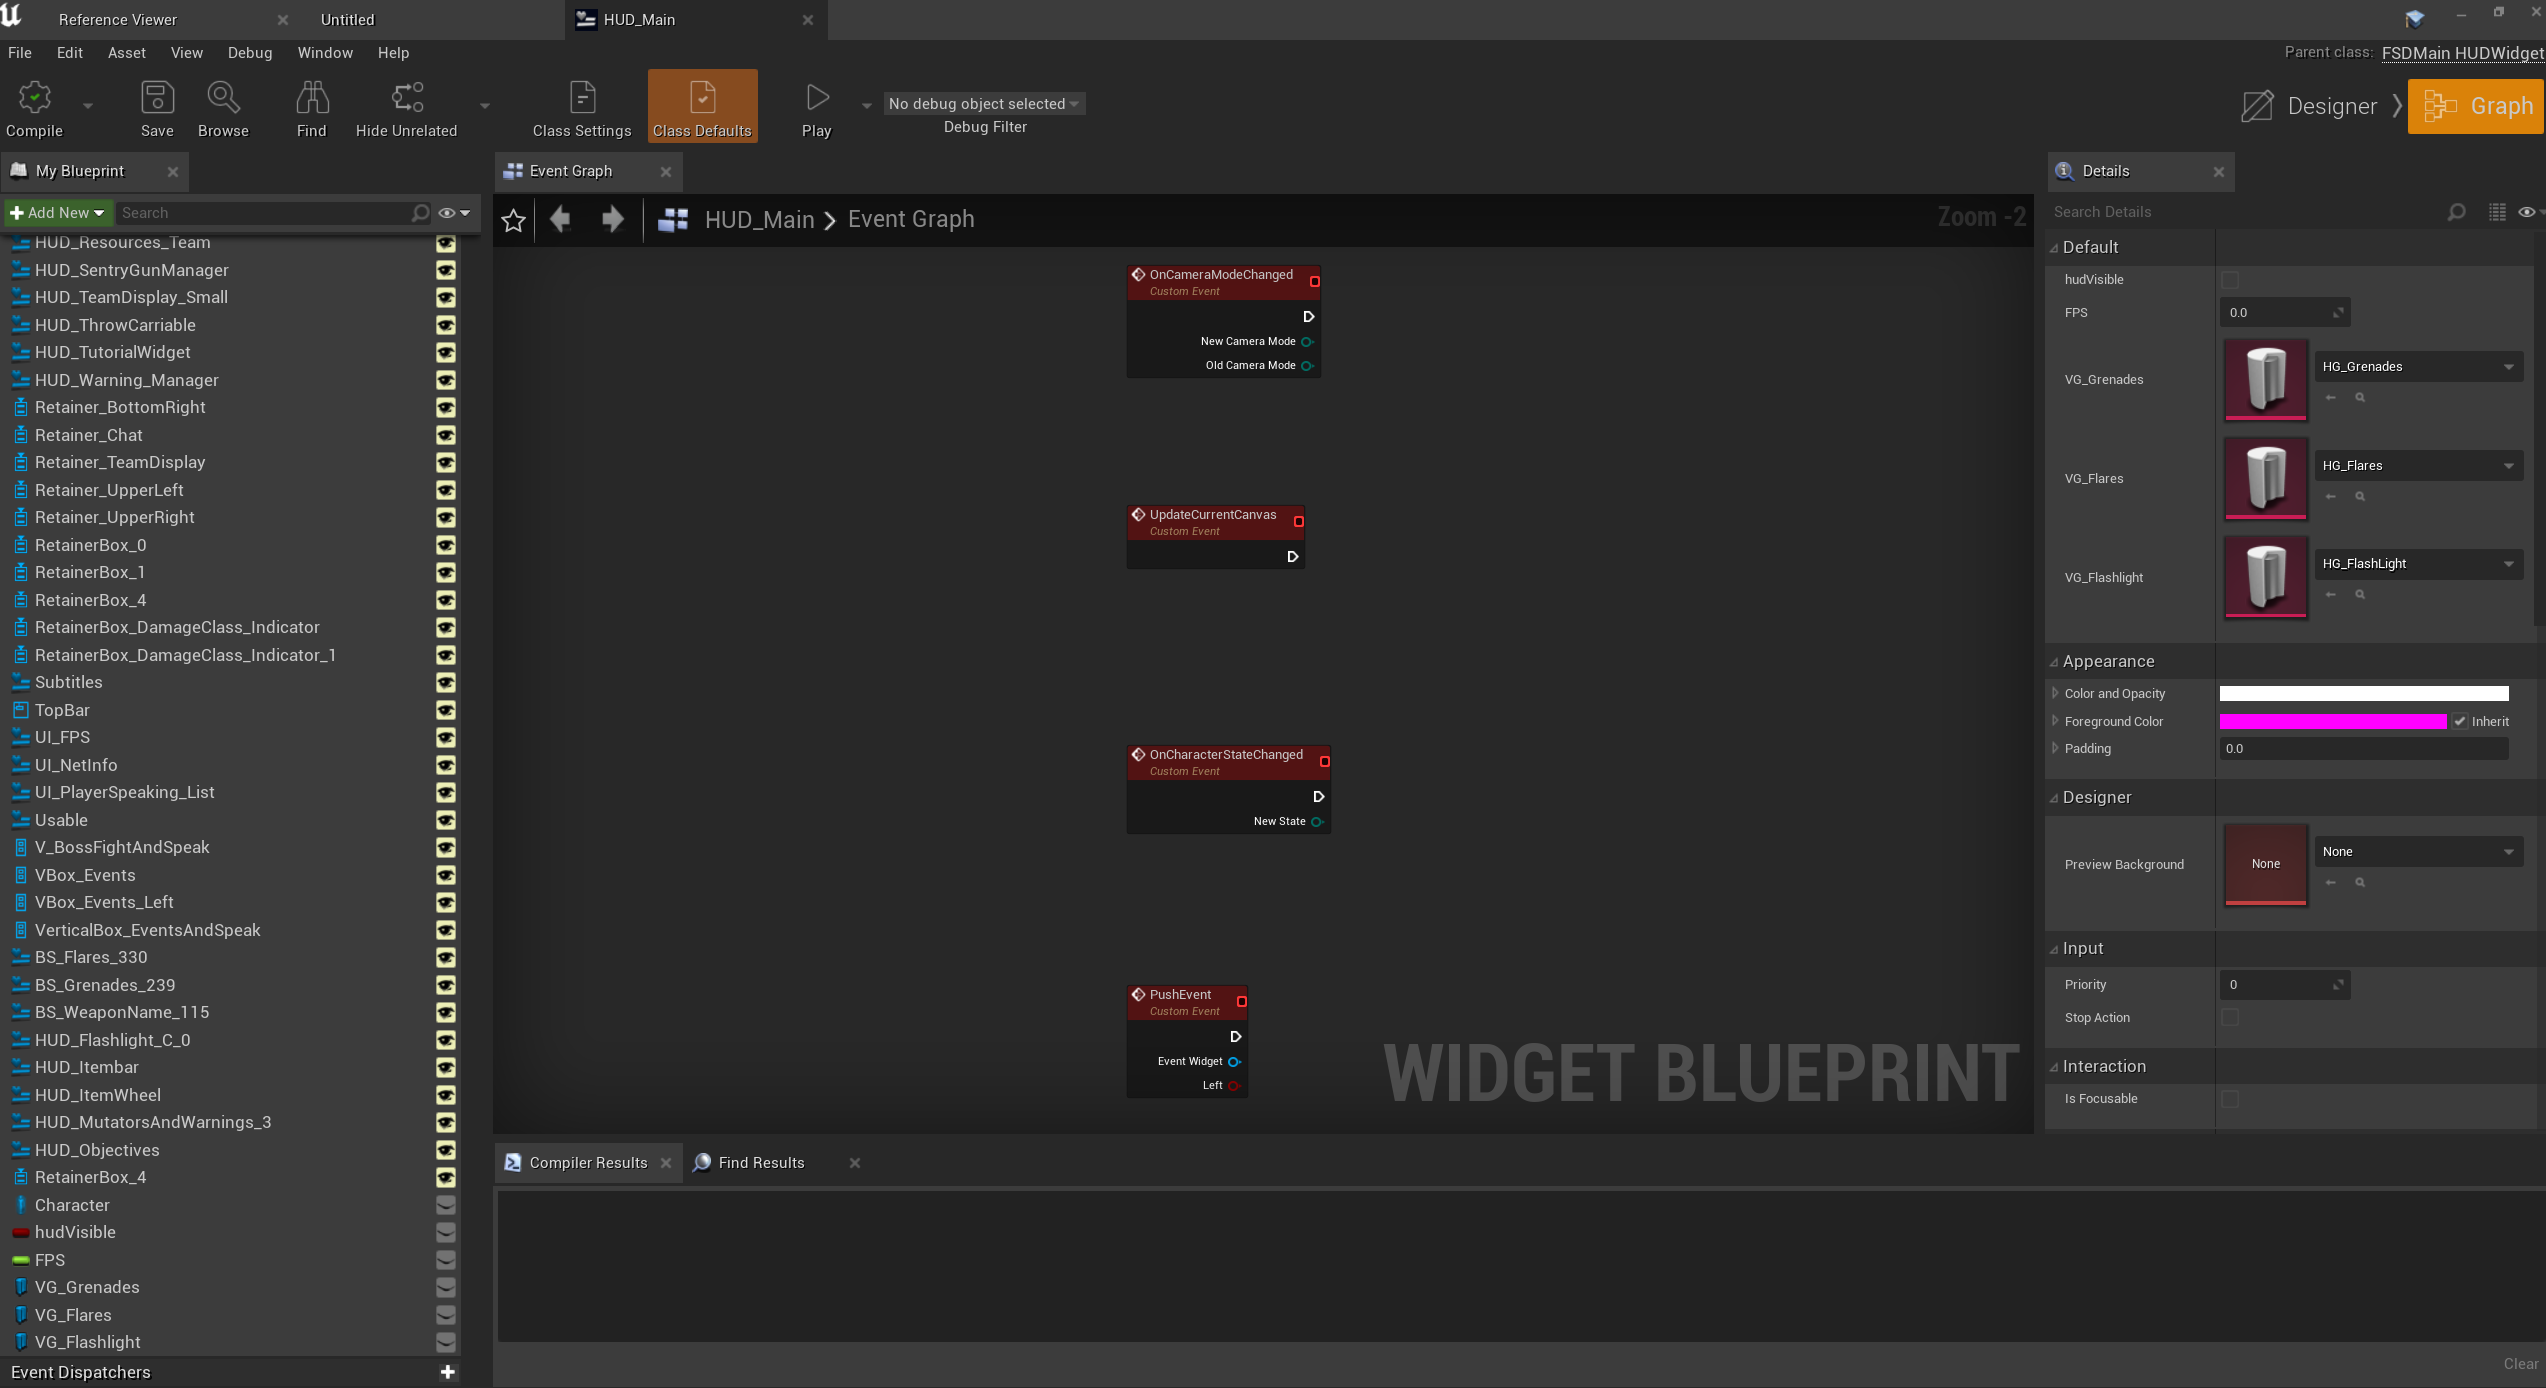 Reference Viewer
Untitled
HUD_Main
File Edit Asset View Debug Window Help
Parent class: FSDMain HUDWidget
Compile
Save
Browse
Find
Hide Unrelated
Class Settings
Class Defaults
Play
No debug object selected
Debug Filter
Designer
Graph
My Blueprint
Add New
Search
HUD_Resources_Team
HUD_SentryGunManager
HUD_TeamDisplay_Small
HUD_ThrowCarriable
HUD_TutorialWidget
HUD_Warning_Manager
Retainer_BottomRight
Retainer_Chat
Retainer_TeamDisplay
Retainer_UpperLeft
Retainer_UpperRight
RetainerBox_0
RetainerBox_1
RetainerBox_4
RetainerBox_DamageClass_Indicator
RetainerBox_DamageClass_Indicator_1
Subtitles
TopBar
UI_FPS
UI_NetInfo
UI_PlayerSpeaking_List
Usable
V_BossFightAndSpeak
VBox_Events
VBox_Events_Left
VerticalBox_EventsAndSpeak
BS_Flares_330
BS_Grenades_239
BS_WeaponName_115
HUD_Flashlight_C_0
HUD_Itembar
HUD_ItemWheel
HUD_MutatorsAndWarnings_3
HUD_Objectives
RetainerBox_4
Character
hudVisible
FPS
VG_Grenades
VG_Flares
VG_Flashlight
Event Dispatchers
Event Graph
HUD_Main
Event Graph
Zoom -2
OnCameraModeChanged
Custom Event
New Camera Mode
Old Camera Mode
UpdateCurrentCanvas
Custom Event
OnCharacterStateChanged
Custom Event
New State
PushEvent
Custom Event
Event Widget
Left
WIDGET BLUEPRINT
Compiler Results
Find Results
Clear
Details
Search Details
Default
hudVisible
FPS
0.0
VG_Grenades
HG_Grenades
VG_Flares
HG_Flares
VG_Flashlight
HG_FlashLight
Appearance
Color and Opacity
Foreground Color
Inherit
Padding
0.0
Designer
Preview Background
None
None
Input
Priority
0
Stop Action
Interaction
Is Focusable